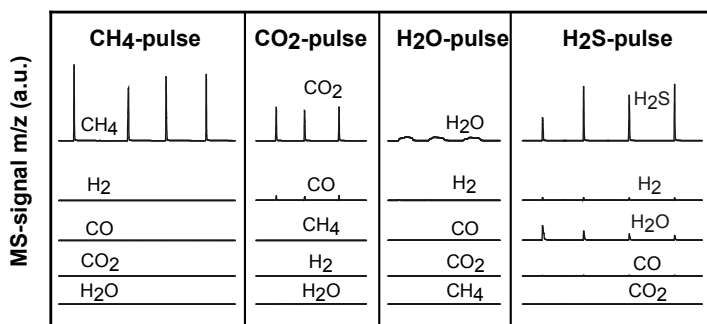 MS-signal m/z (a.u.)
CH4-pulse
CH4
H2
CO
CO2
H2O
CO2-pulse
CO2
CO
CH4
H2
H2O
H2O-pulse
H2O
H2
CO
CO2
CH4
H2S-pulse
H2S
H2
H2O
CO
CO2